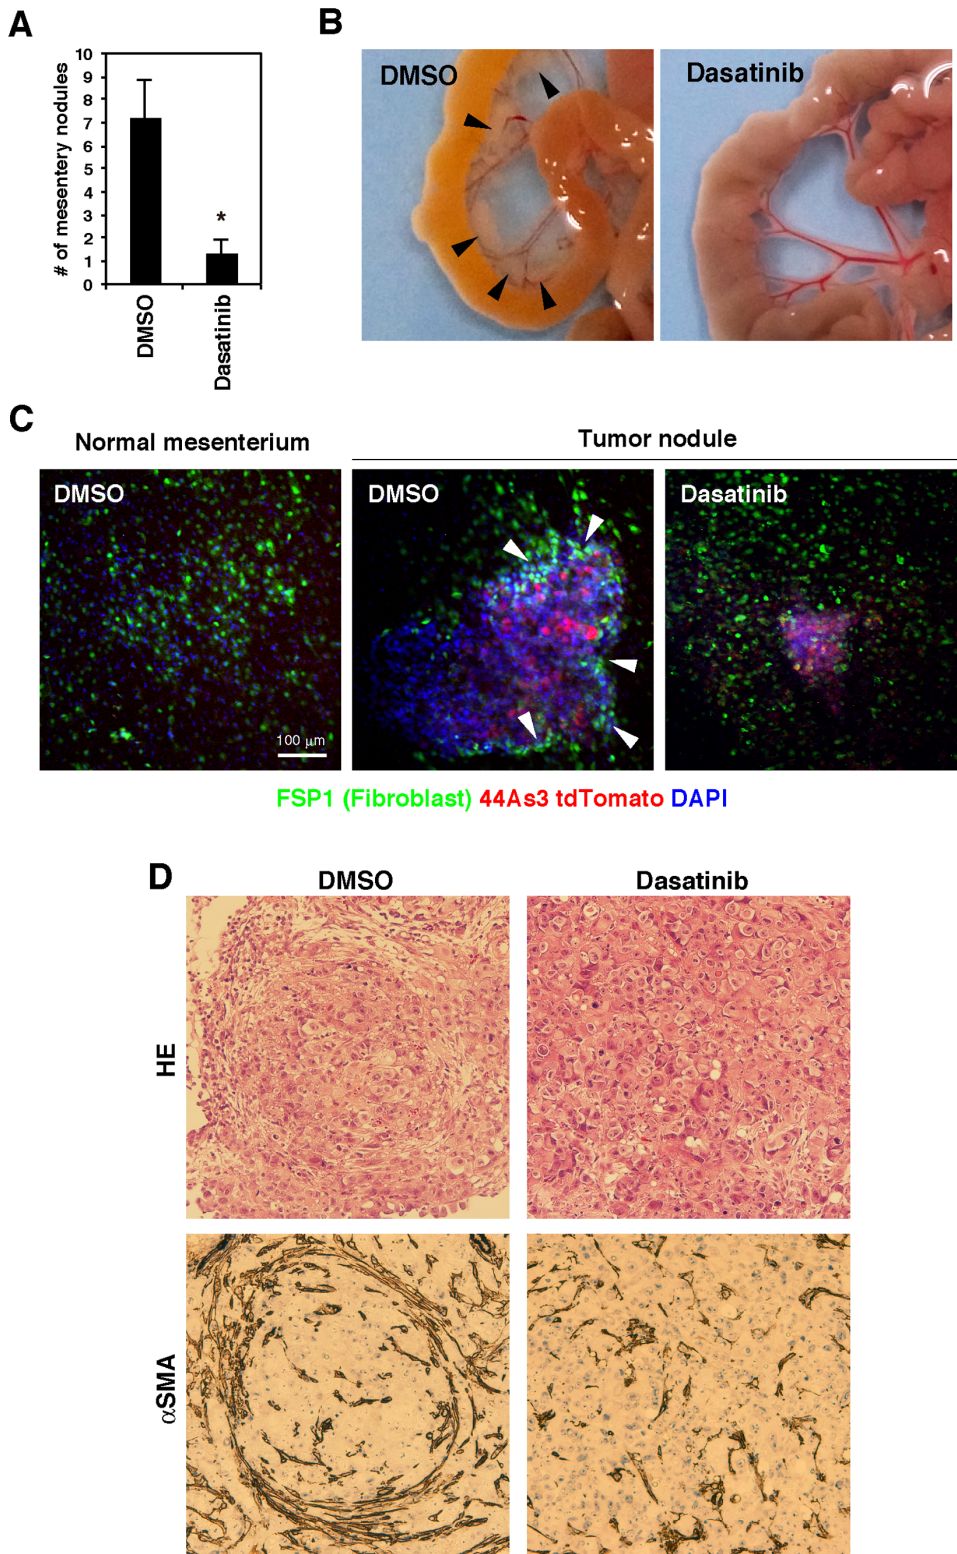 A
# of mesentery nodules
10
9
8
7
6
5
4
3
2
1
0
*
DMSO
Dasatinib
B
DMSO
Dasatinib
C
Normal mesenterium
Tumor nodule
DMSO
DMSO
Dasatinib
100 μm
FSP1 (Fibroblast) 44As3 tdTomato DAPI
D
DMSO
Dasatinib
HE
αSMA